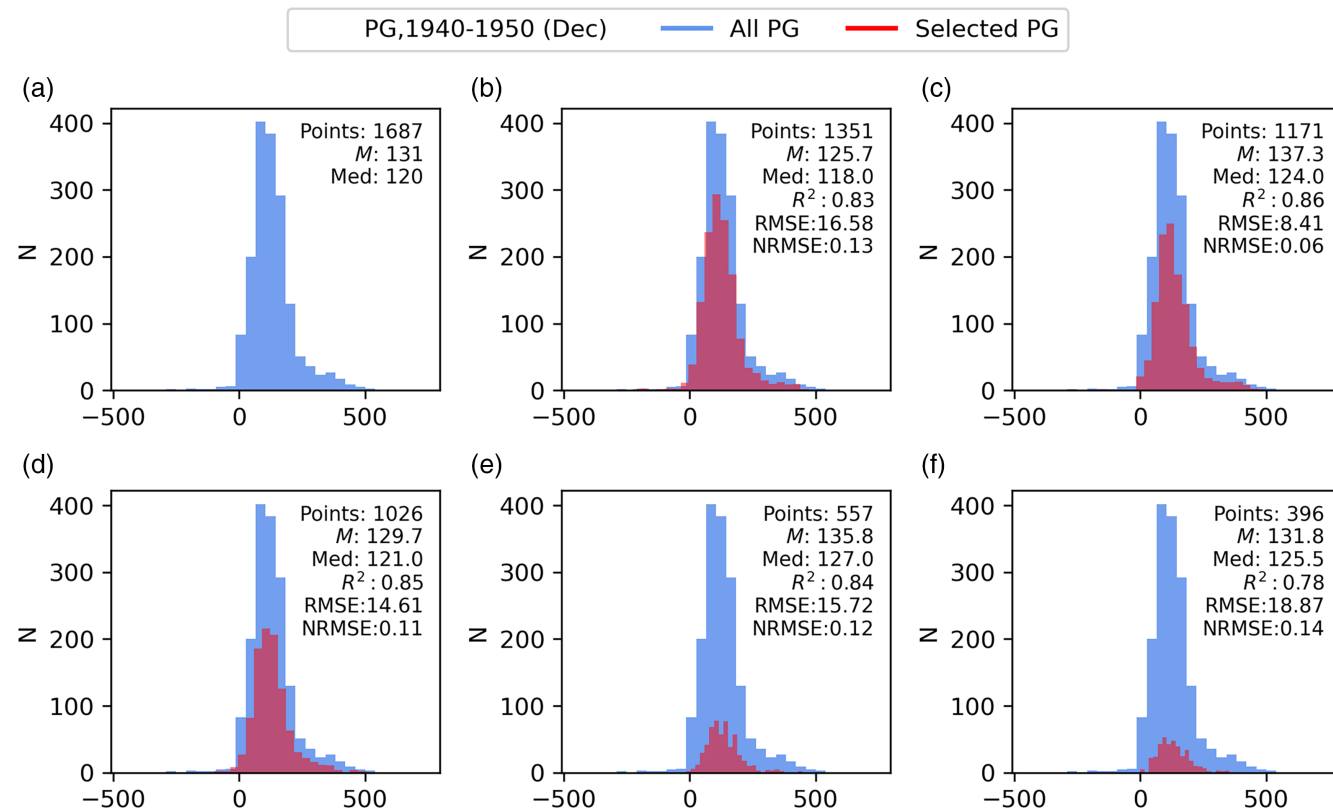 PG,1940-1950 (Dec) All PG Selected PG
(a) (b) (c)
400 Points: 1687 400 Points: 1351 400 Points: 1171
M: 131 M: 125.7 M: 137.3
Med: 120 Med: 118.0 Med: 124.0
300 300 R²: 0.83 300 R²: 0.86
RMSE:16.58 RMSE:8.41
N 200 N 200 NRMSE:0.13 N 200 NRMSE:0.06
100 100 100
0 0 0
−500 0 500 −500 0 500 −500 0 500
(d) (e) (f)
400 Points: 1026 400 Points: 557 400 Points: 396
M: 129.7 M: 135.8 M: 131.8
Med: 121.0 Med: 127.0 Med: 125.5
300 R²: 0.85 300 R²: 0.84 300 R²: 0.78
RMSE:14.61 RMSE:15.72 RMSE:18.87
N 200 NRMSE:0.11 N 200 NRMSE:0.12 N 200 NRMSE:0.14
100 100 100
0 0 0
−500 0 500 −500 0 500 −500 0 500